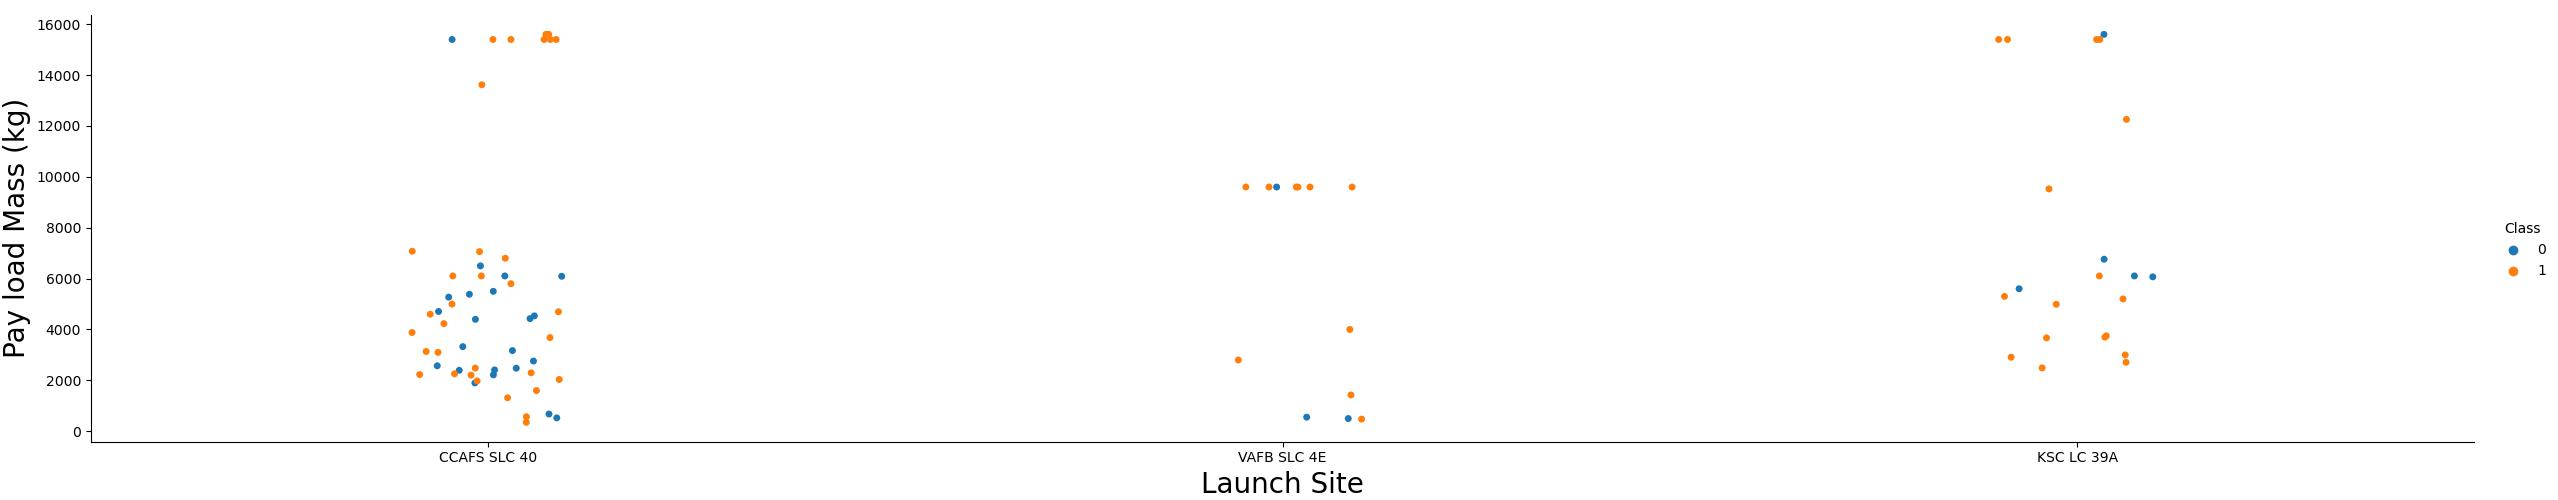 16000
14000
12000
10000
8000
6000
4000
2000
0
Pay load Mass (kg)
CCAFS SLC 40
VAFB SLC 4E
KSC LC 39A
Launch Site
Class
0
1